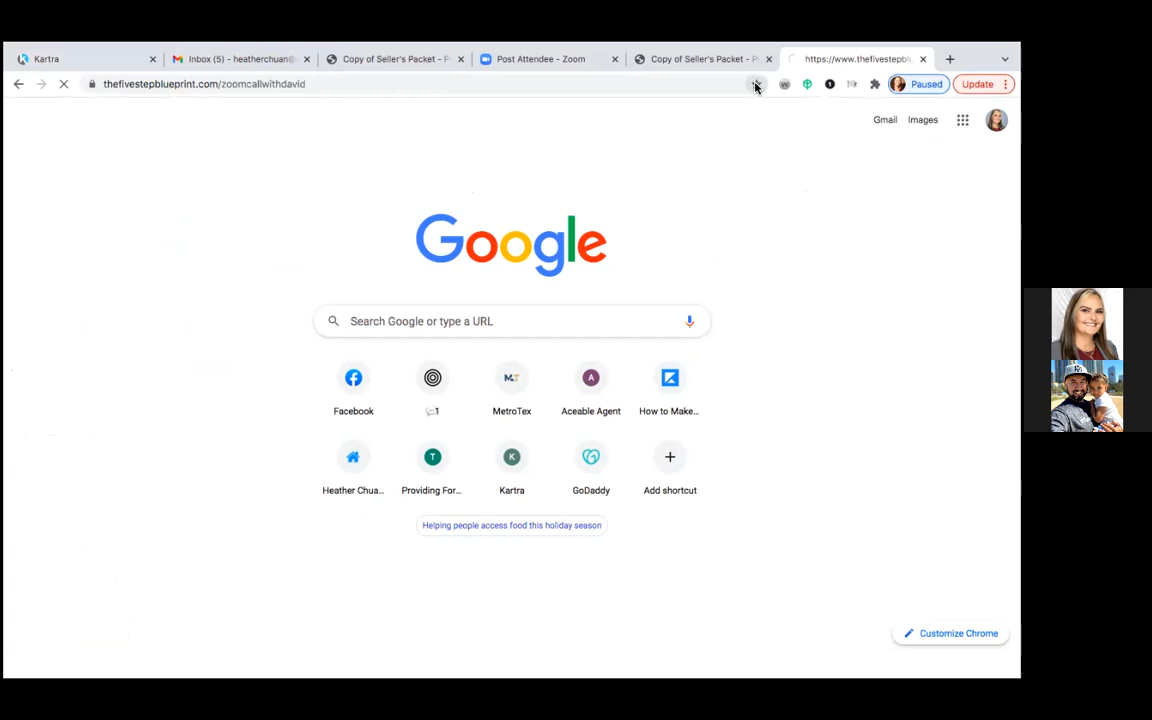 Kartra
Inbox (5) - heatherchuan@
Copy of Seller's Packet - P
Post Attendee - Zoom
Copy of Seller's Packet - P
https://www.thefivestepblu
thefivestepblueprint.com/zoomcallwithdavid
Paused
Update
Gmail
Images
Google
Search Google or type a URL
Facebook
1
MetroTex
Aceable Agent
How to Make...
Heather Chua...
Providing For...
Kartra
GoDaddy
Add shortcut
Helping people access food this holiday season
Customize Chrome